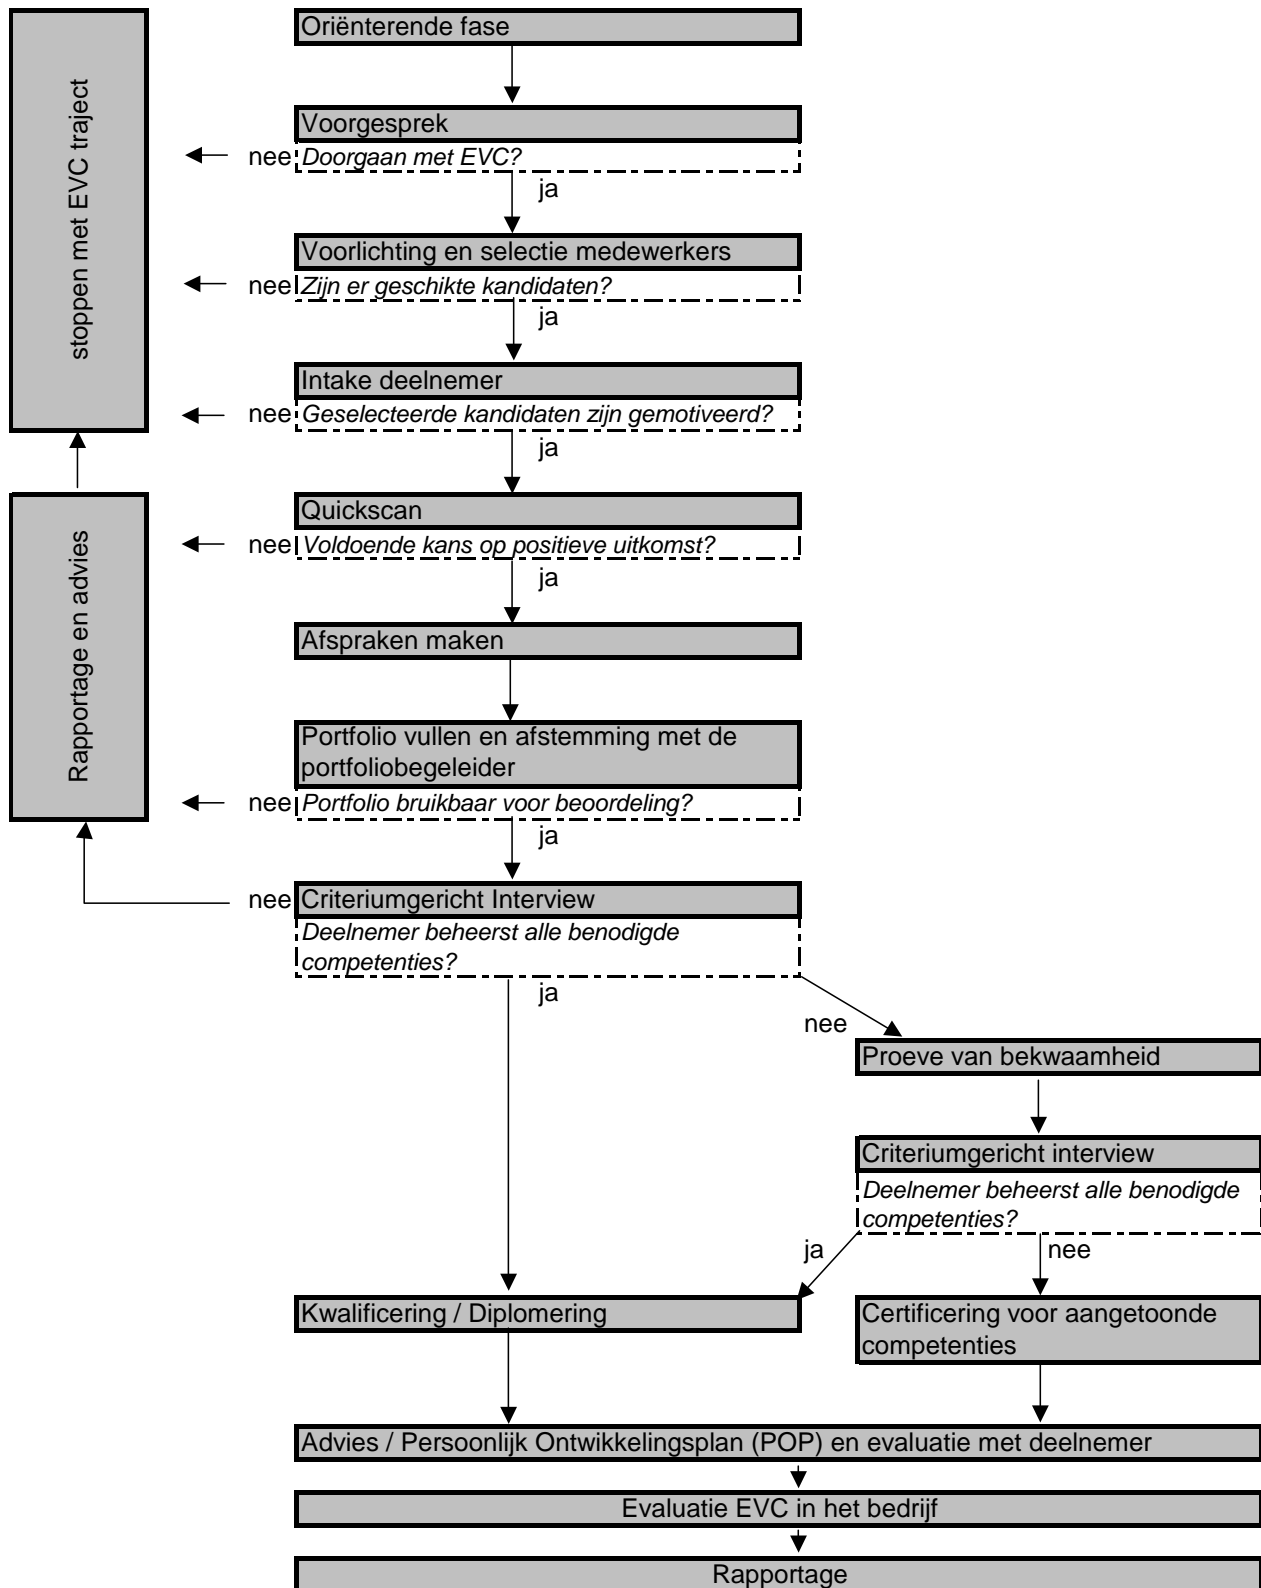 stoppen met EVC traject
Oriënterende fase
Voorgesprek
nee
Doorgaan met EVC?
ja
Voorlichting en selectie medewerkers
nee
Zijn er geschikte kandidaten?
ja
Intake deelnemer
nee
Geselecteerde kandidaten zijn gemotiveerd?
ja
Rapportage en advies
Quickscan
nee
Voldoende kans op positieve uitkomst?
ja
Afspraken maken
Portfolio vullen en afstemming met de
portfoliobegeleider
nee
Portfolio bruikbaar voor beoordeling?
ja
nee
Criteriumgericht Interview
Deelnemer beheerst alle benodigde
competenties?
ja
nee
Proeve van bekwaamheid
Criteriumgericht interview
Deelnemer beheerst alle benodigde
competenties?
ja
nee
Kwalificering / Diplomering
Certificering voor aangetoonde
competenties
Advies / Persoonlijk Ontwikkelingsplan (POP) en evaluatie met deelnemer
Evaluatie EVC in het bedrijf
Rapportage